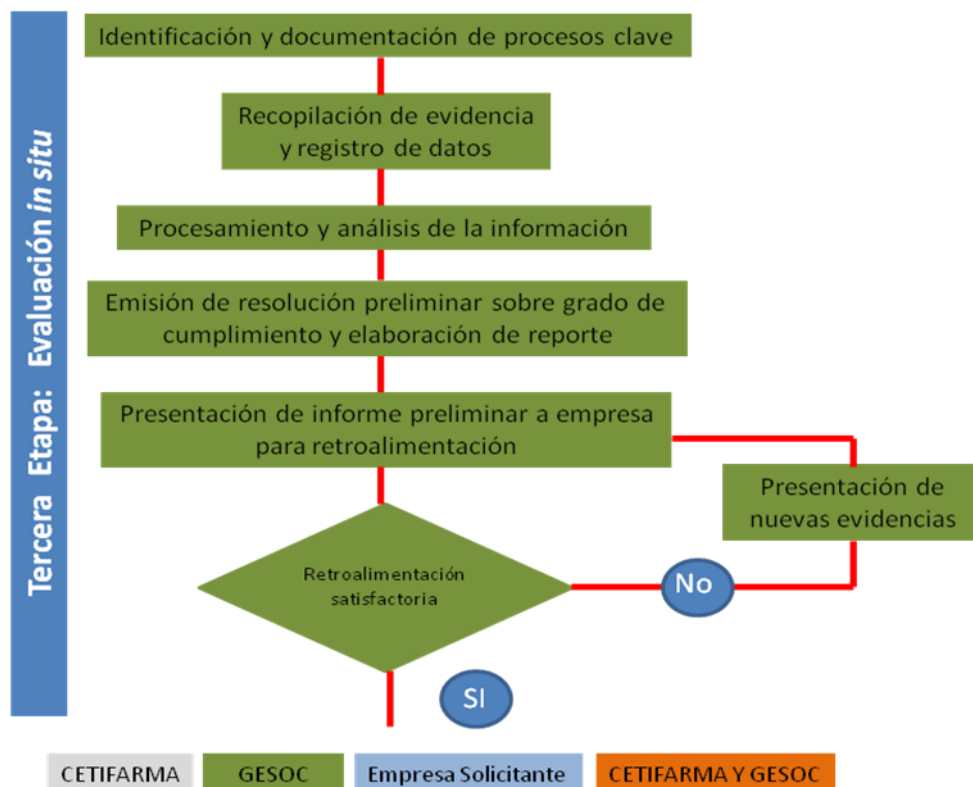 Tercera Etapa: Evaluación in situ
Identificación y documentación de procesos clave
Recopilación de evidencia
y registro de datos
Procesamiento y análisis de la información
Emisión de resolución preliminar sobre grado de
cumplimiento y elaboración de reporte
Presentación de informe preliminar a empresa
para retroalimentación
Presentación de
nuevas evidencias
Retroalimentación
satisfactoria
No
SI
CETIFARMA
GESOC
Empresa Solicitante
CETIFARMA Y GESOC